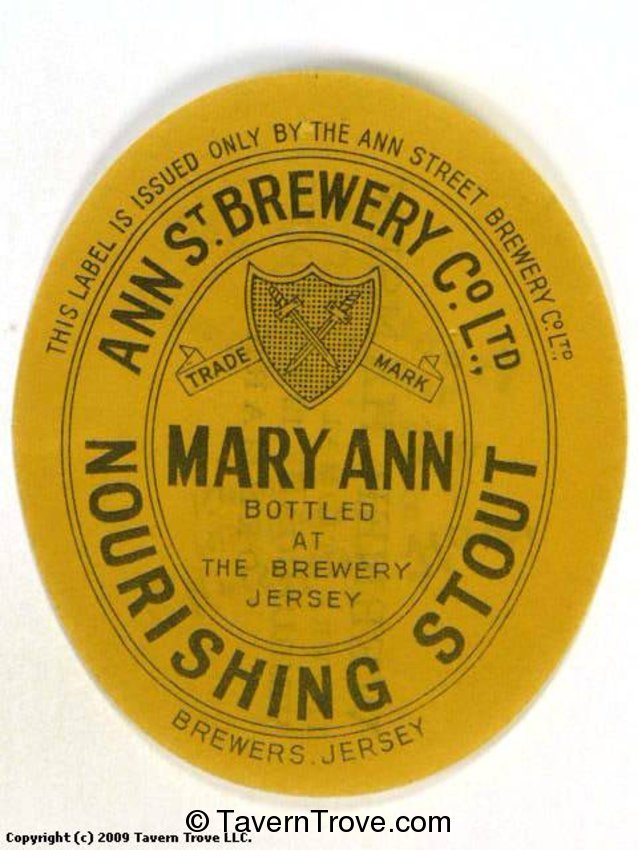 THIS LABEL IS ISSUED ONLY BY THE ANN STREET BREWERY CO. LTD.
ANN ST. BREWERY CO. LTD.,
TRADE MARK
MARY ANN
BOTTLED
AT
THE BREWERY
JERSEY
NOURISHING STOUT
BREWERS. JERSEY
© TavernTrove.com
Copyright (c) 2009 Tavern Trove LLC.